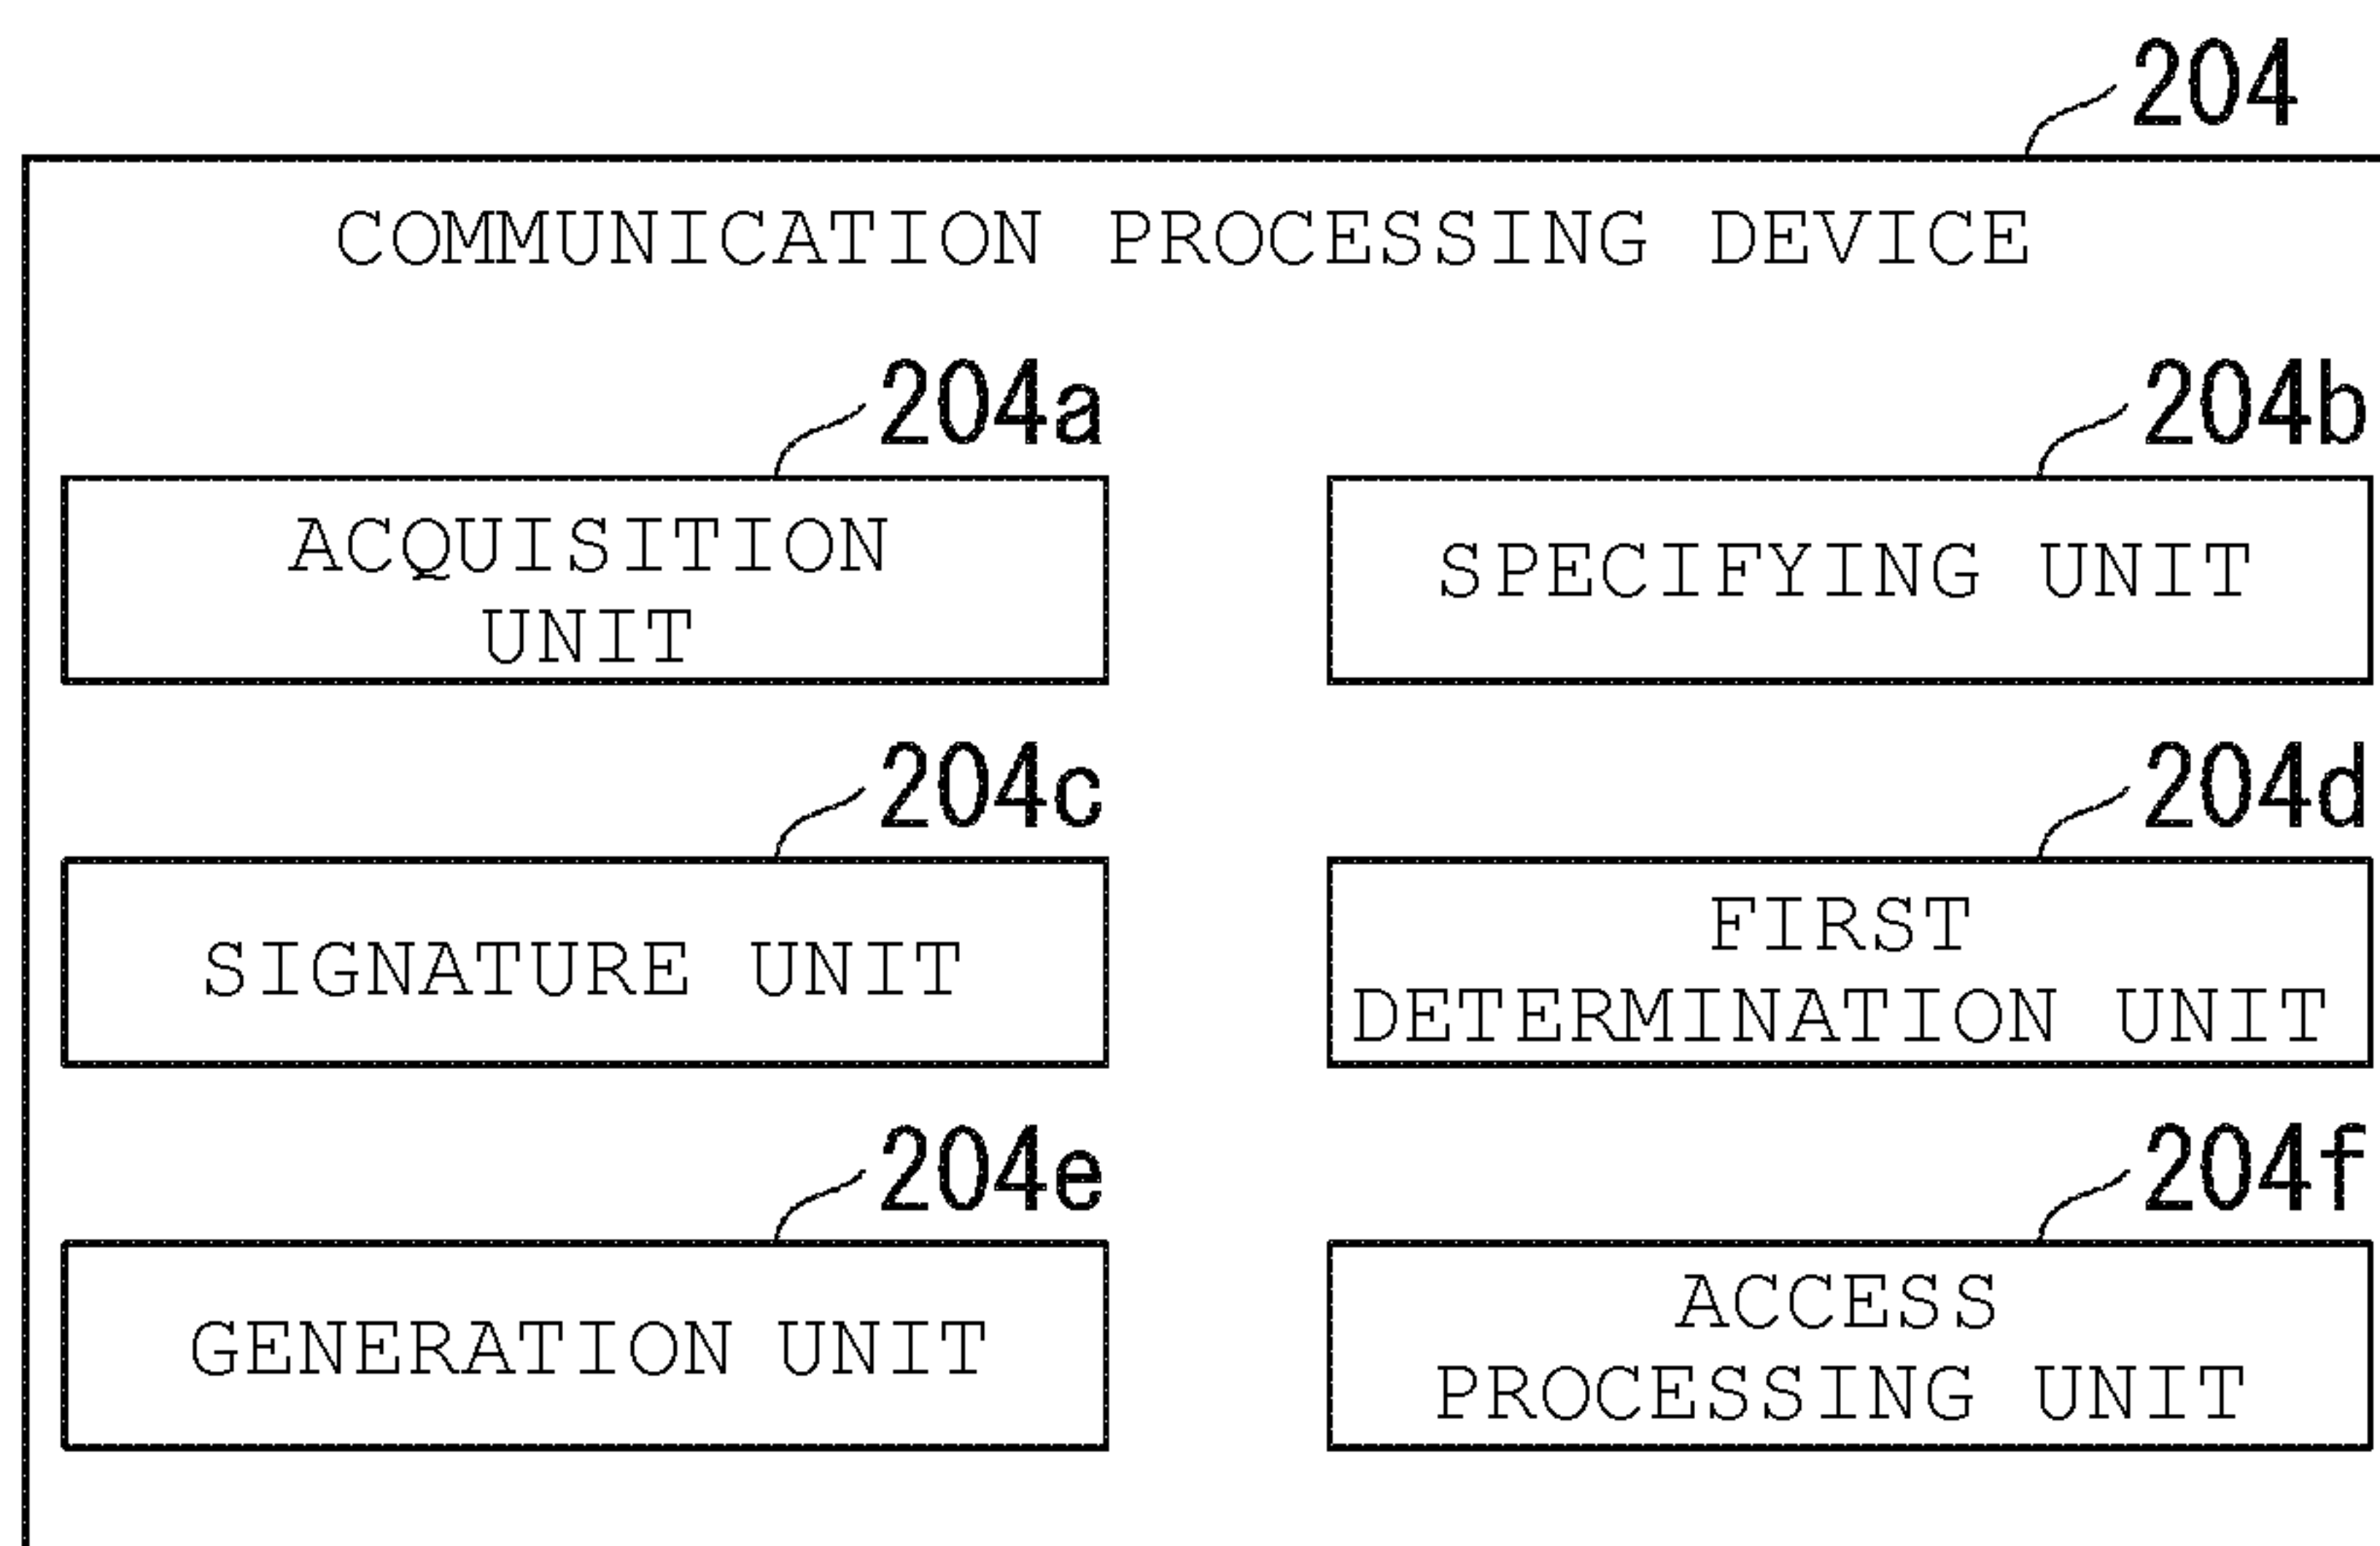 204
COMMUNICATION PROCESSING DEVICE
204a
204b
ACQUISITION
UNIT
SPECIFYING UNIT
204c
204d
SIGNATURE UNIT
FIRST
DETERMINATION UNIT
204e
204f
GENERATION UNIT
ACCESS
PROCESSING UNIT